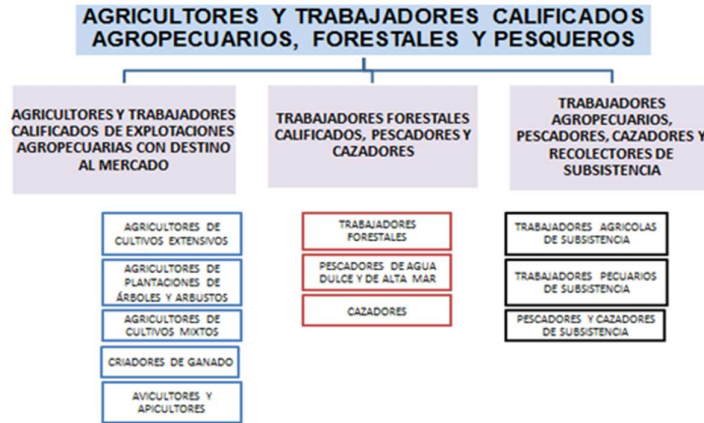 AGRICULTORES Y TRABAJADORES CALIFICADOS
AGROPECUARIOS, FORESTALES Y PESQUEROS
AGRICULTORES Y TRABAJADORES
CALIFICADOS DE EXPLOTACIONES
AGROPECUARIAS CON DESTINO
AL MERCADO
TRABAJADORES FORESTALES
CALIFICADOS, PESCADORES Y
CAZADORES
TRABAJADORES
AGROPECUARIOS,
PESCADORES, CAZADORES Y
RECOLECTORES DE
SUBSISTENCIA
AGRICULTORES DE
CULTIVOS EXTENSIVOS
AGRICULTORES DE
PLANTACIONES DE
ÁRBOLES Y ARBUSTOS
AGRICULTORES DE
CULTIVOS MIXTOS
CRIADORES DE GANADO
AVICULTORES Y
APICULTORES
TRABAJADORES
FORESTALES
PESCADORES DE AGUA
DULCE Y DE ALTA MAR
CAZADORES
TRABAJADORES AGRICOLAS
DE SUBSISTENCIA
TRABAJADORES PECUARIOS
DE SUBSISTENCIA
PESCADORES Y CAZADORES
DE SUBSISTENCIA